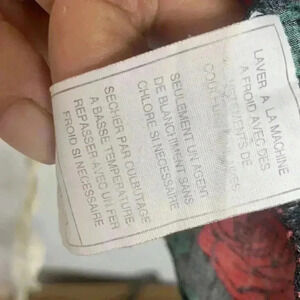 LAVER A LA MACHINE
A FROID AVEC DES
SEULEMENT UN AGENT
DE BLANCHIMENT SANS
CHLORE SI NECESSAIRE
SECHER PAR CULBUTAGE
A BASSE TEMPERATURE
REPASSER AVEC UN FER
FROID SI NECESSAIRE